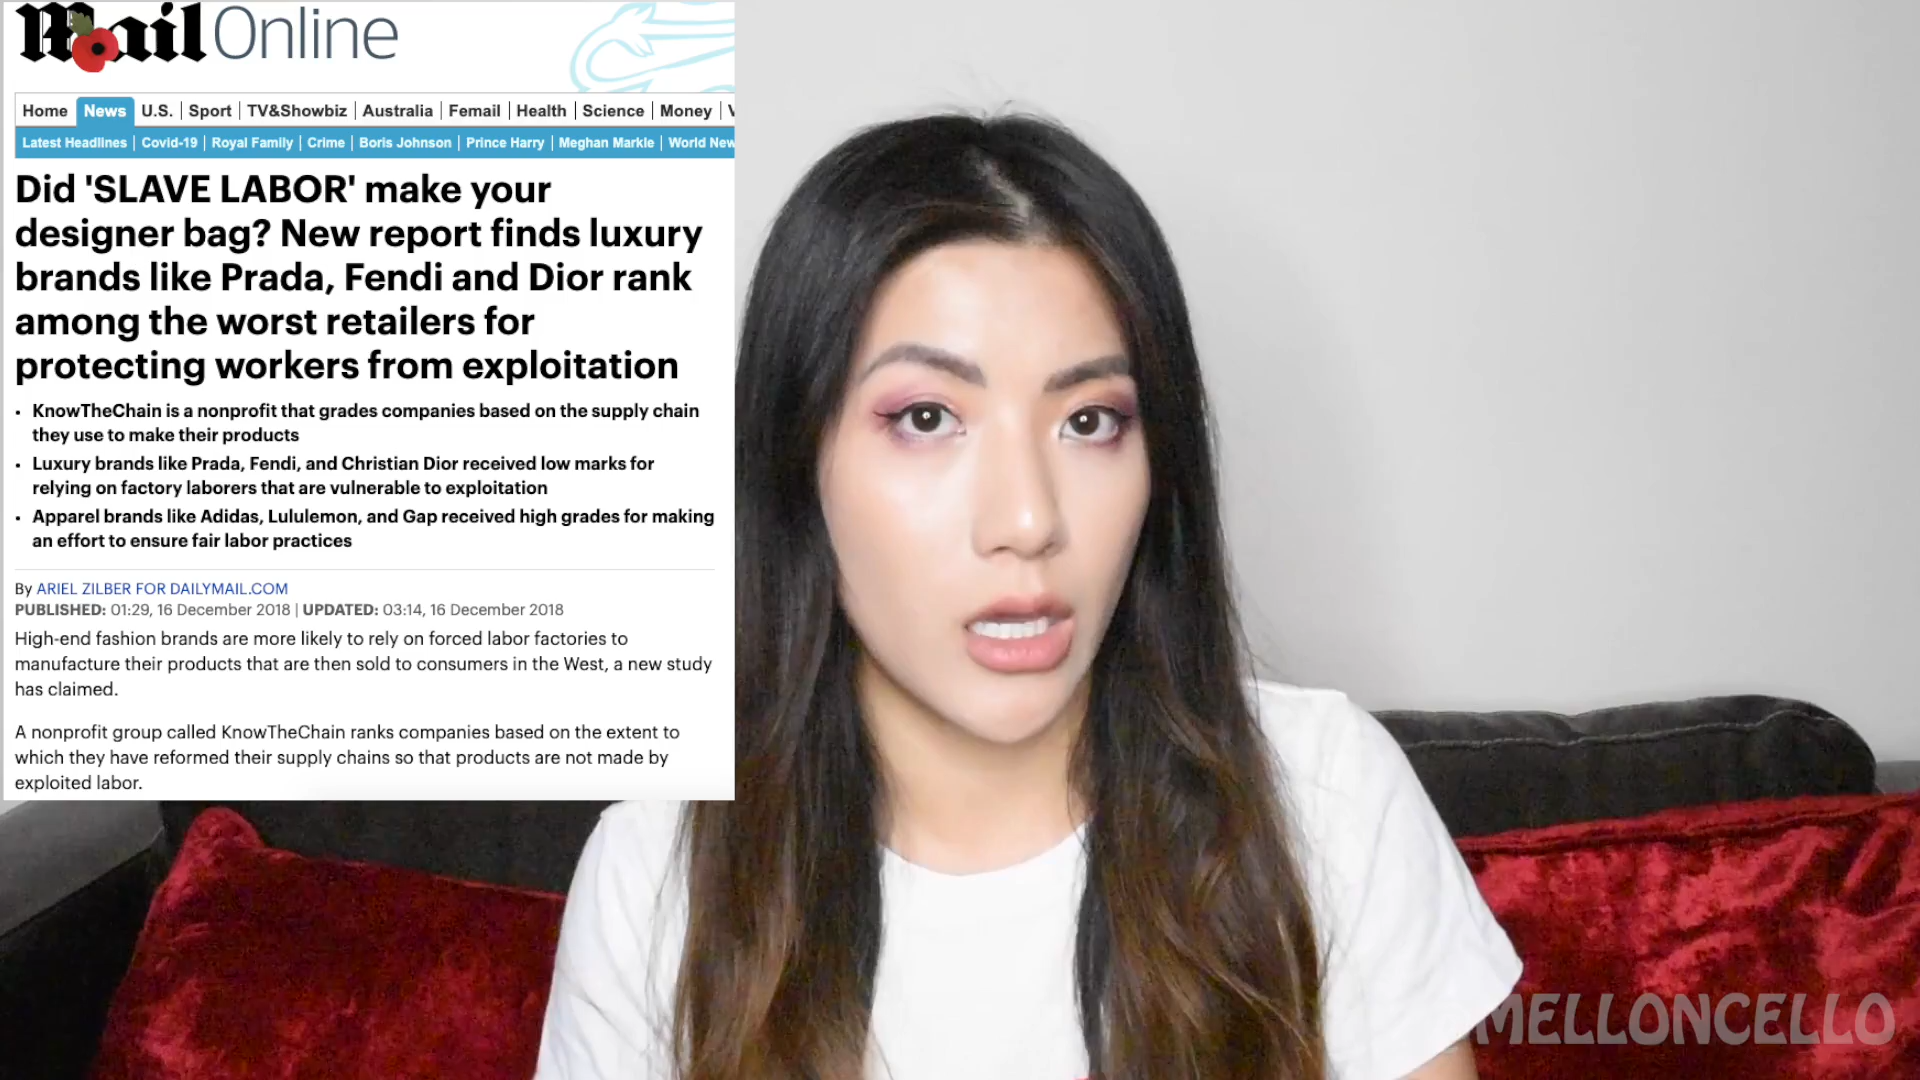 Mail Online
Home News U.S. Sport TV&Showbiz Australia Femail Health Science Money
Latest Headlines Covid-19 Royal Family Crime Boris Johnson Prince Harry Meghan Markle World New
Did 'SLAVE LABOR' make your
designer bag? New report finds luxury
brands like Prada, Fendi and Dior rank
among the worst retailers for
protecting workers from exploitation
• KnowTheChain is a nonprofit that grades companies based on the supply chain
they use to make their products
• Luxury brands like Prada, Fendi, and Christian Dior received low marks for
relying on factory laborers that are vulnerable to exploitation
• Apparel brands like Adidas, Lululemon, and Gap received high grades for making
an effort to ensure fair labor practices
By ARIEL ZILBER FOR DAILYMAIL.COM
PUBLISHED: 01:29, 16 December 2018 | UPDATED: 03:14, 16 December 2018
High-end fashion brands are more likely to rely on forced labor factories to
manufacture their products that are then sold to consumers in the West, a new study
has claimed.
A nonprofit group called KnowTheChain ranks companies based on the extent to
which they have reformed their supply chains so that products are not made by
exploited labor.
MELLONCELLO